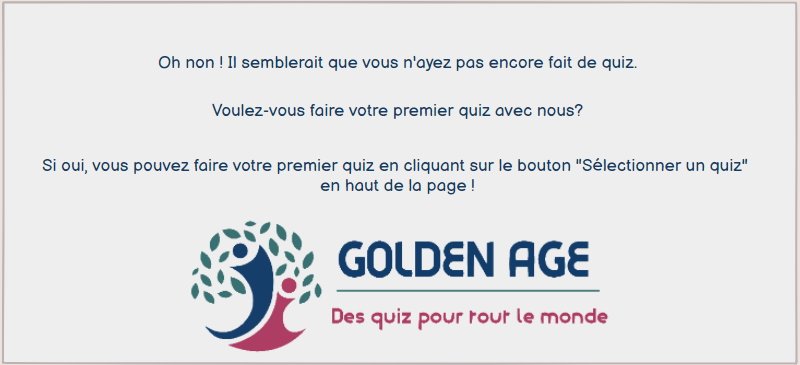 Oh non ! Il semblerait que vous n'ayez pas encore fait de quiz.
Voulez-vous faire votre premier quiz avec nous?
Si oui, vous pouvez faire votre premier quiz en cliquant sur le bouton "Sélectionner un quiz"
en haut de la page !
GOLDEN AGE
Des quiz pour tout le monde